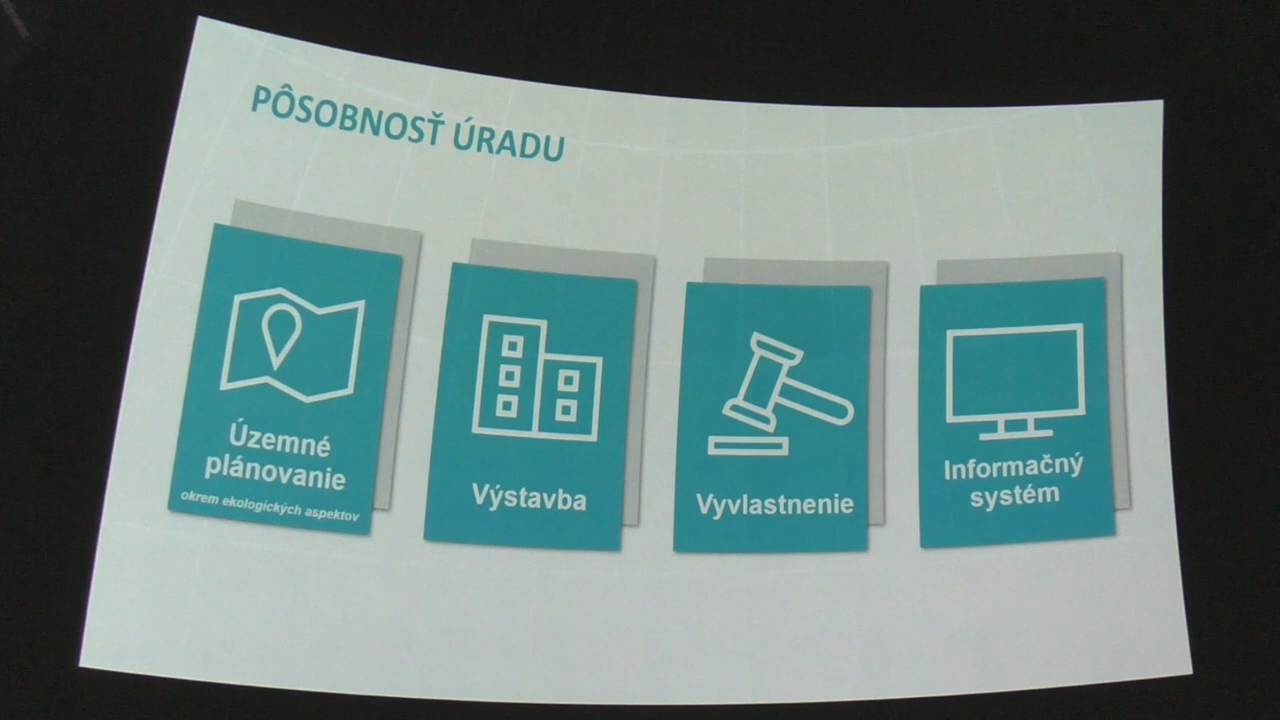 PÔSOBNOSŤ ÚRADU
Územné
plánovanie
okrem ekologických aspektov
Výstavba
Vyvlastnenie
Informačný
systém